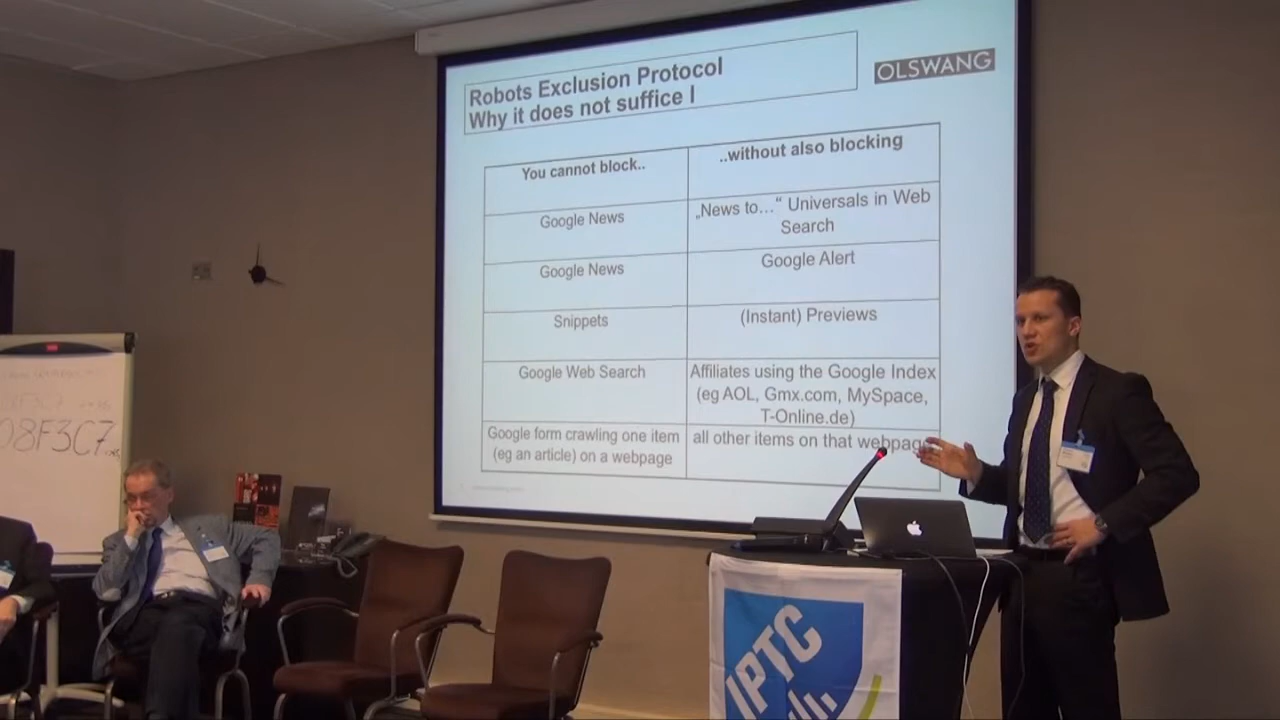 Robots Exclusion Protocol
Why it does not suffice I
OLSWANG
You cannot block..
..without also blocking
Google News
„News to…“ Universals in Web
Search
Google News
Google Alert
Snippets
(Instant) Previews
Google Web Search
Affiliates using the Google Index
(eg AOL, Gmx.com, MySpace,
T-Online.de)
Google form crawling one item
(eg an article) on a webpage
all other items on that webpage
08F3C7
IPTC